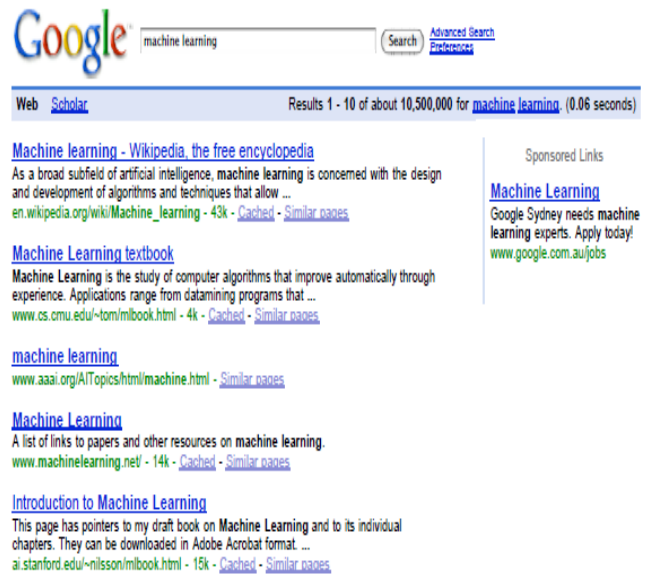 Google machine learning Search Advanced Search
Preferences
Web Scholar Results 1 - 10 of about 10,500,000 for machine learning. (0.06 seconds)
Machine learning - Wikipedia, the free encyclopedia
As a broad subfield of artificial intelligence, machine learning is concerned with the design
and development of algorithms and techniques that allow ...
en.wikipedia.org/wiki/Machine_learning - 43k - Cached - Similar pages
Machine Learning textbook
Machine Learning is the study of computer algorithms that improve automatically through
experience. Applications range from datamining programs that ...
www.cs.cmu.edu/~tom/mlbook.html - 4k - Cached - Similar pages
machine learning
www.aaai.org/AITopics/html/machine.html - Similar pages
Machine Learning
A list of links to papers and other resources on machine learning.
www.machinelearning.net/ - 14k - Cached - Similar pages
Introduction to Machine Learning
This page has pointers to my draft book on Machine Learning and to its individual
chapters. They can be downloaded in Adobe Acrobat format. ...
ai.stanford.edu/~nilsson/mlbook.html - 15k - Cached - Similar pages
Sponsored Links
Machine Learning
Google Sydney needs machine
learning experts. Apply today!
www.google.com.au/jobs